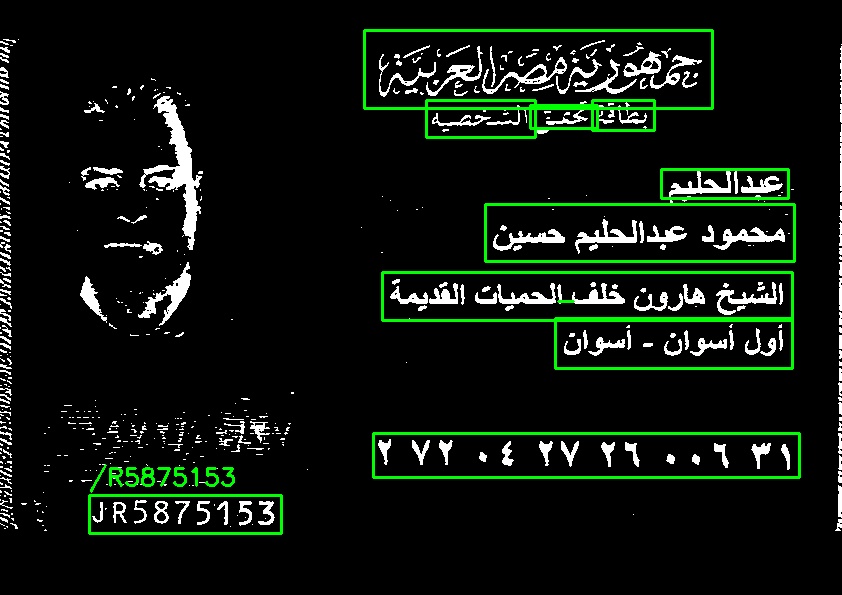 جمهورية مصر العربية
بطاقة تحقيق الشخصية
عبدالحليم
محمود عبدالحليم حسين
الشيخ هارون خلف الحميات القديمة
أول أسوان - أسوان
٢ ٧٢ ٠٤ ٢٧ ٢٦ ٠٠٦ ٣١
/R5875153
JR5875153